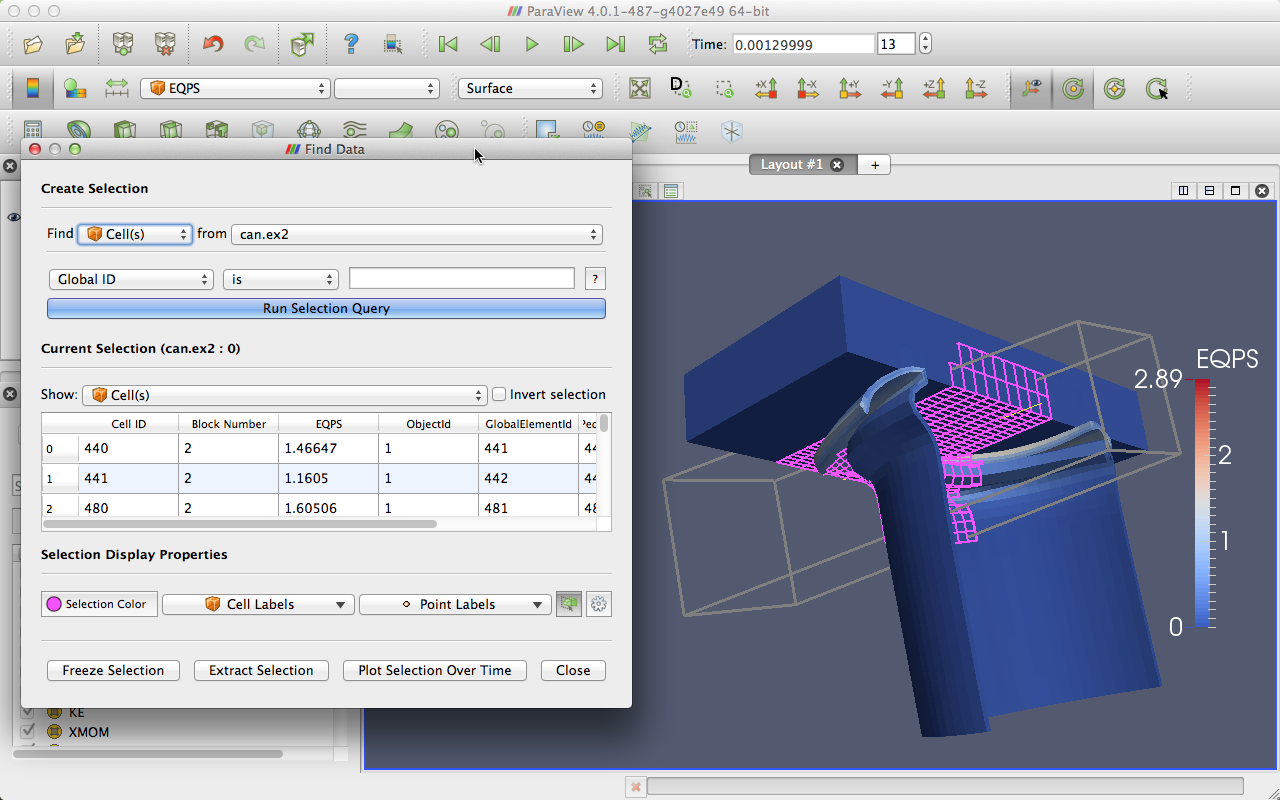 ParaView 4.0.1-487-g4027e49 64-bit
Time: 0.00129999 13
EQPS Surface
+X -X +Y -Y +Z -Z
Find Data
Layout #1 +
Create Selection
Find Cell(s) from can.ex2
Global ID is ?
Run Selection Query
Current Selection (can.ex2 : 0)
Show: Cell(s) Invert selection
Cell ID Block Number EQPS ObjectId GlobalElementId
0 440 2 1.46647 1 441 44
1 441 2 1.1605 1 442 44
2 480 2 1.60506 1 481 48
Selection Display Properties
Selection Color Cell Labels Point Labels
Freeze Selection Extract Selection Plot Selection Over Time Close
KE
XMOM
EQPS
2.89
2
1
0